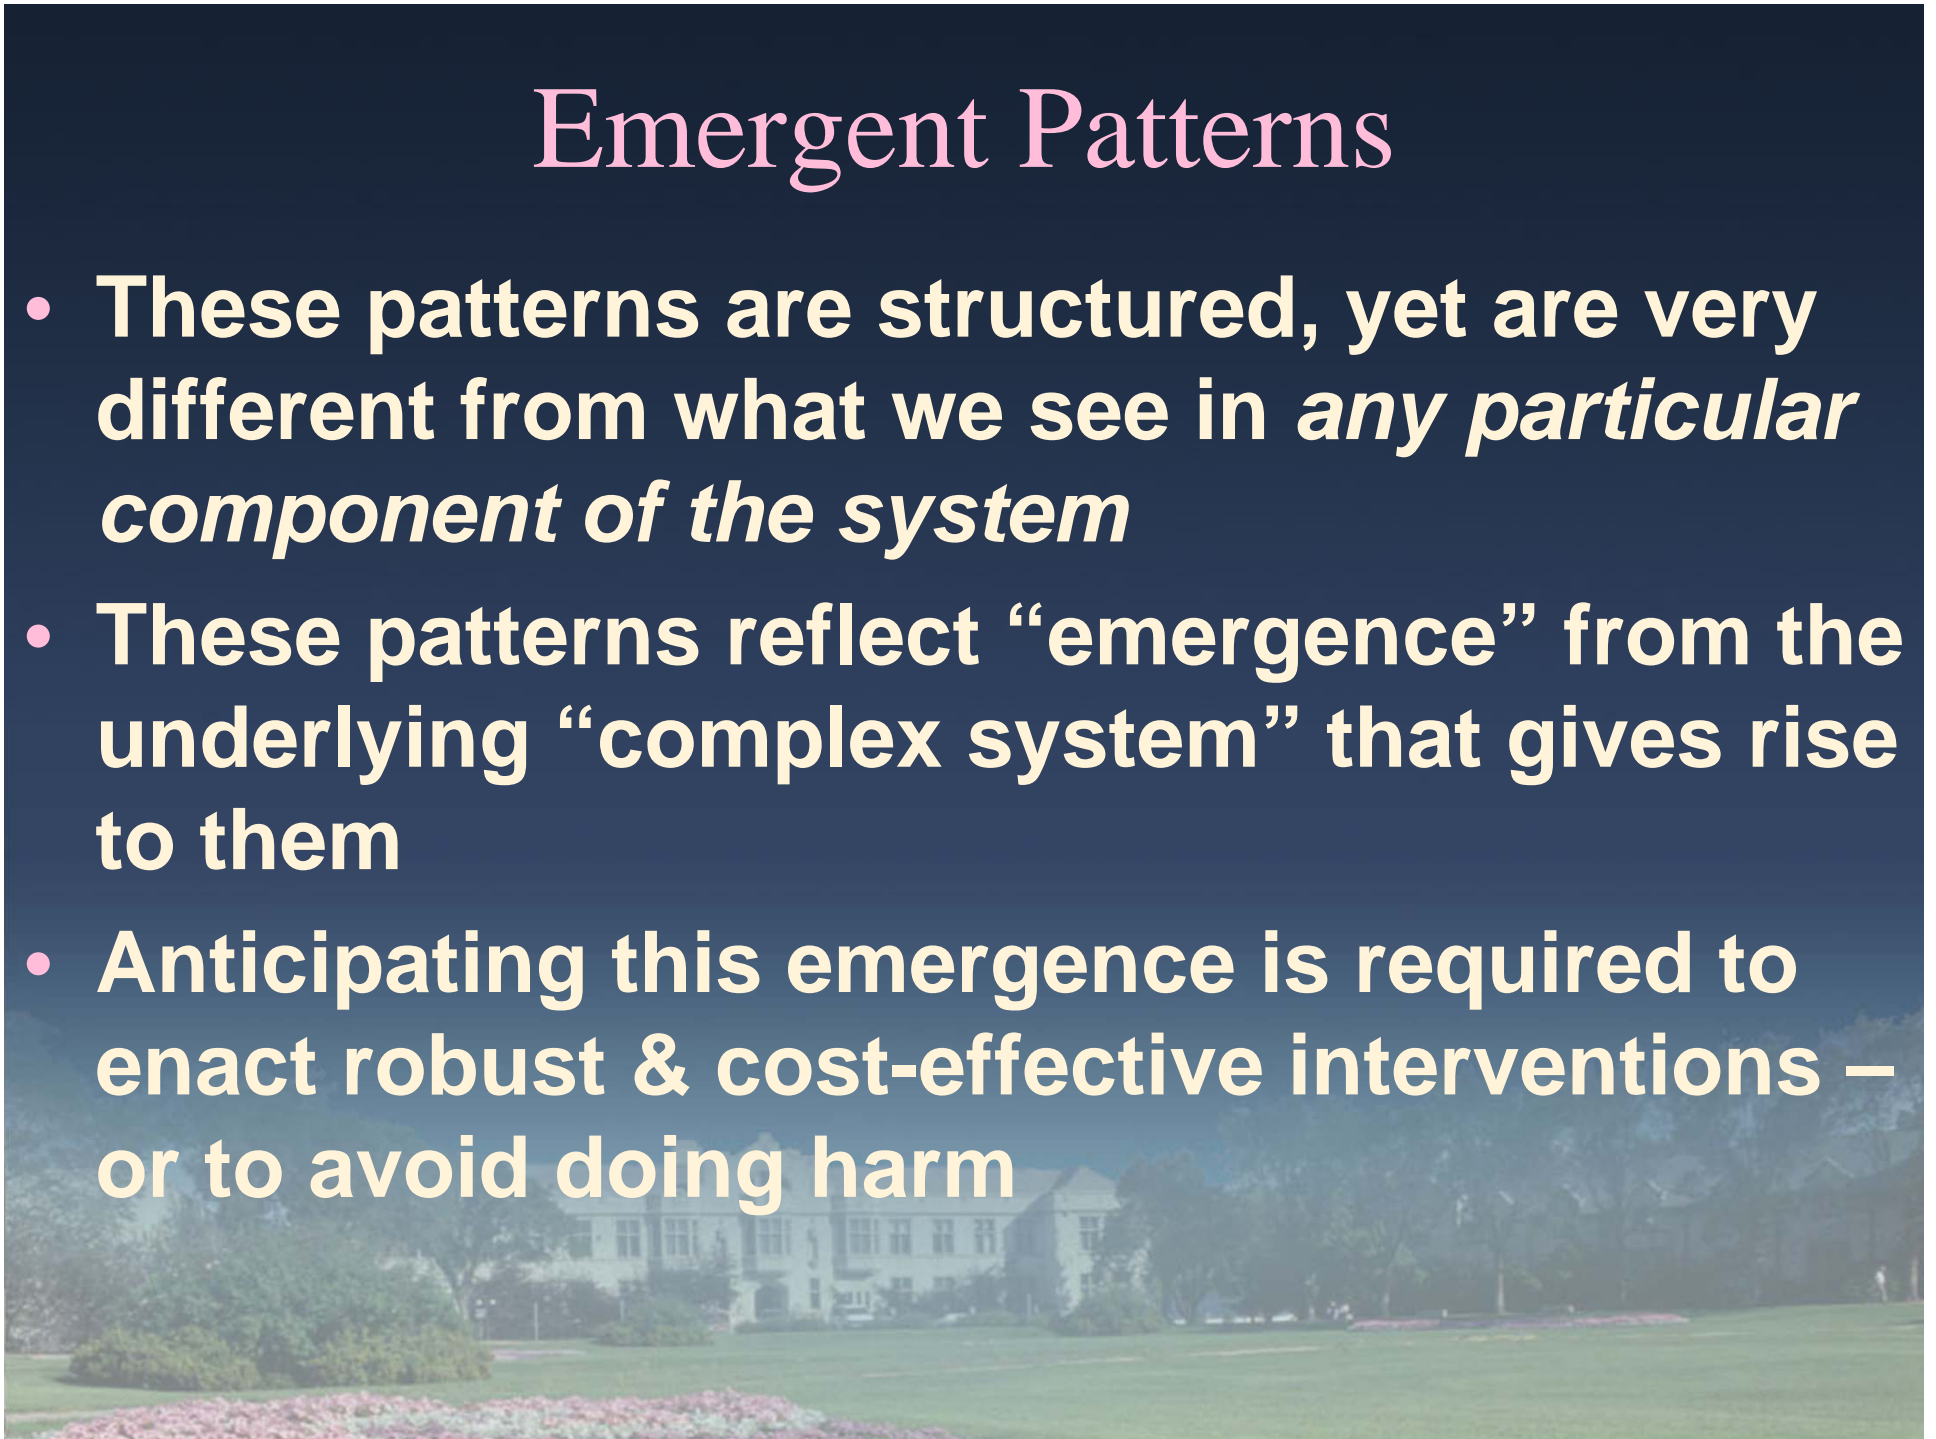 Emergent Patterns
• These patterns are structured, yet are very
different from what we see in any particular
component of the system
• These patterns reflect “emergence” from the
underlying “complex system” that gives rise
to them
• Anticipating this emergence is required to
enact robust & cost-effective interventions –
or to avoid doing harm